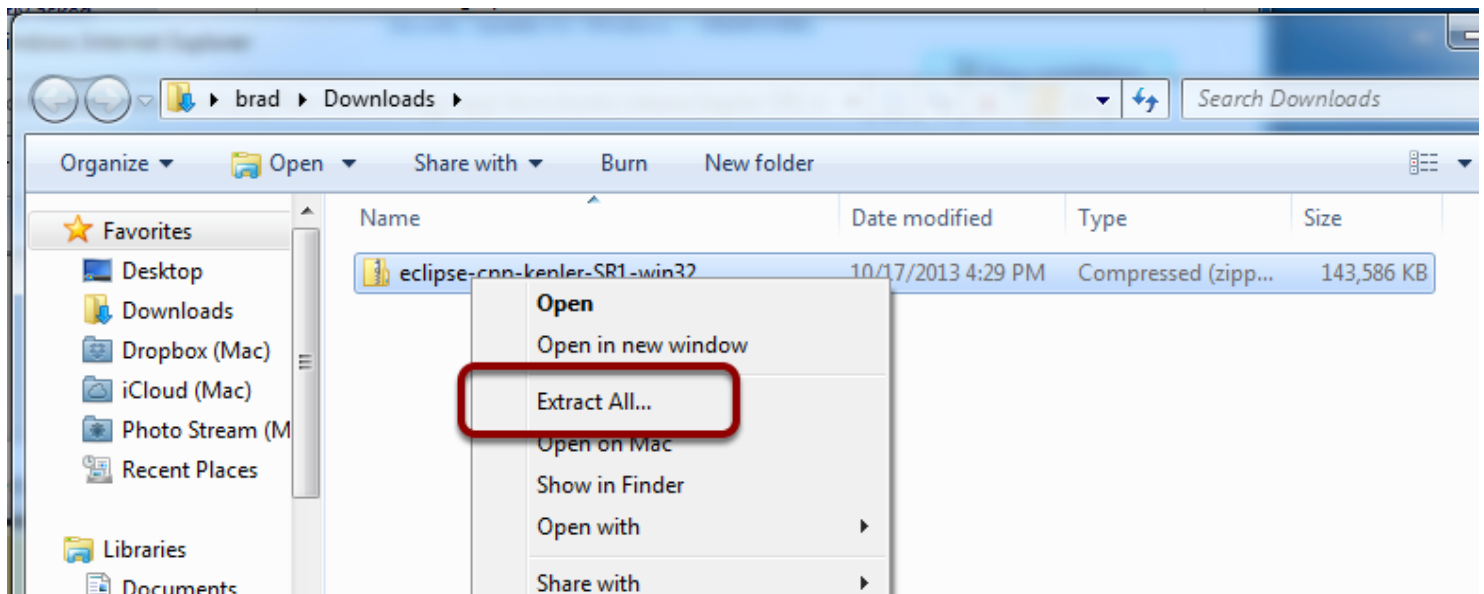 brad Downloads Search Downloads
Organize Open Share with Burn New folder
Name Date modified Type Size
Favorites
Desktop
Downloads
Dropbox (Mac)
iCloud (Mac)
Photo Stream (M
Recent Places
Libraries
Documents
eclipse-cpp-kepler-SR1-win32 10/17/2013 4:29 PM Compressed (zipp... 143,586 KB
Open
Open in new window
Extract All...
Open on Mac
Show in Finder
Open with
Share with